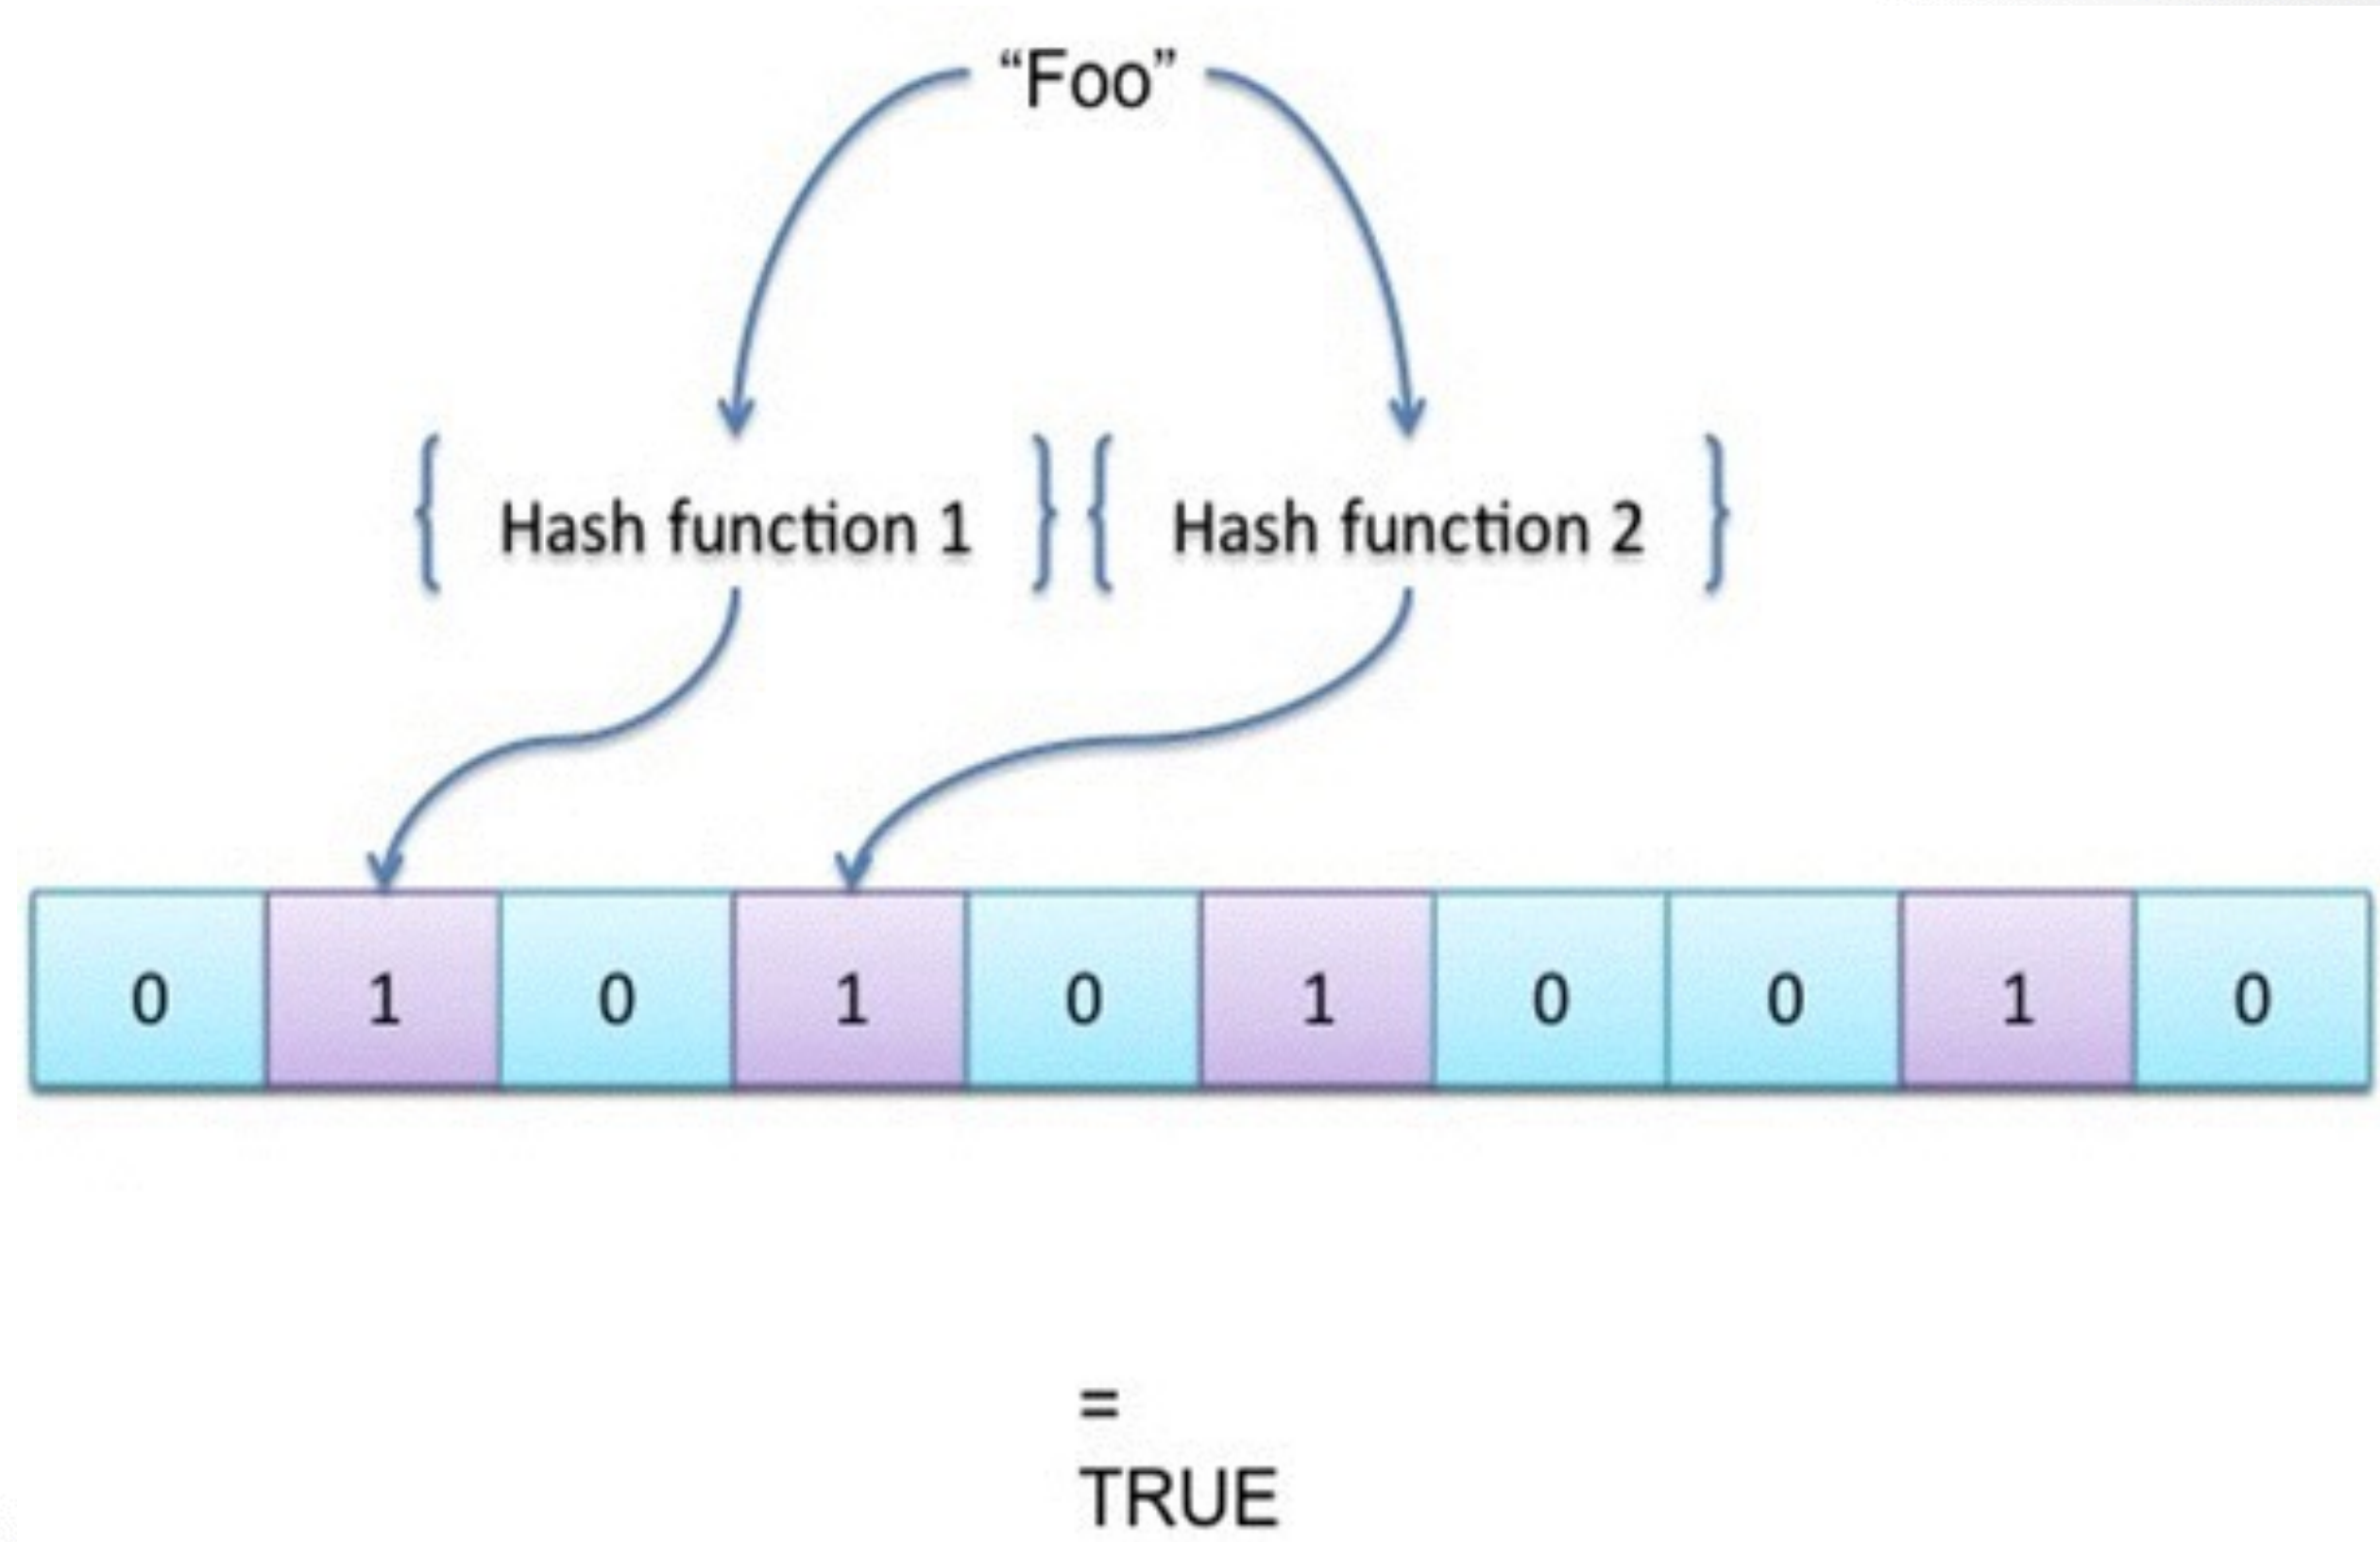 “Foo”
{ Hash function 1 } { Hash function 2 }
0 1 0 1 0 1 0 0 1 0
=
TRUE